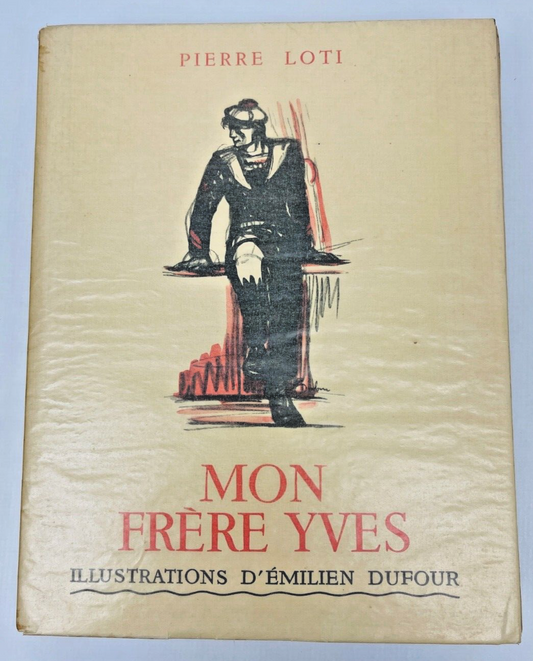 PIERRE LOTI
MON
FRÈRE YVES
ILLUSTRATIONS D'ÉMILIEN DUFOUR